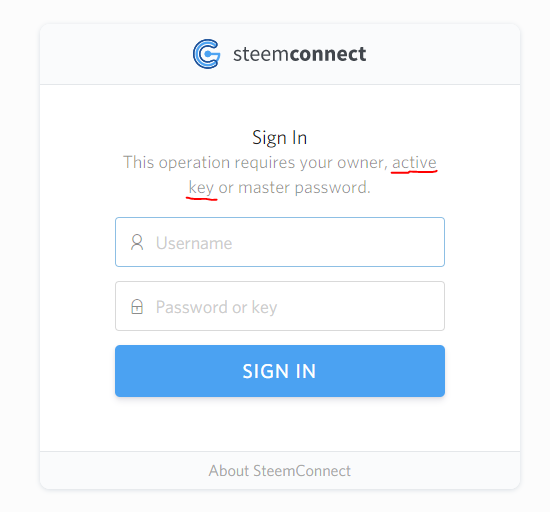 steemconnect
Sign In
This operation requires your owner, active
key or master password.
Username
Password or key
SIGN IN
About SteemConnect